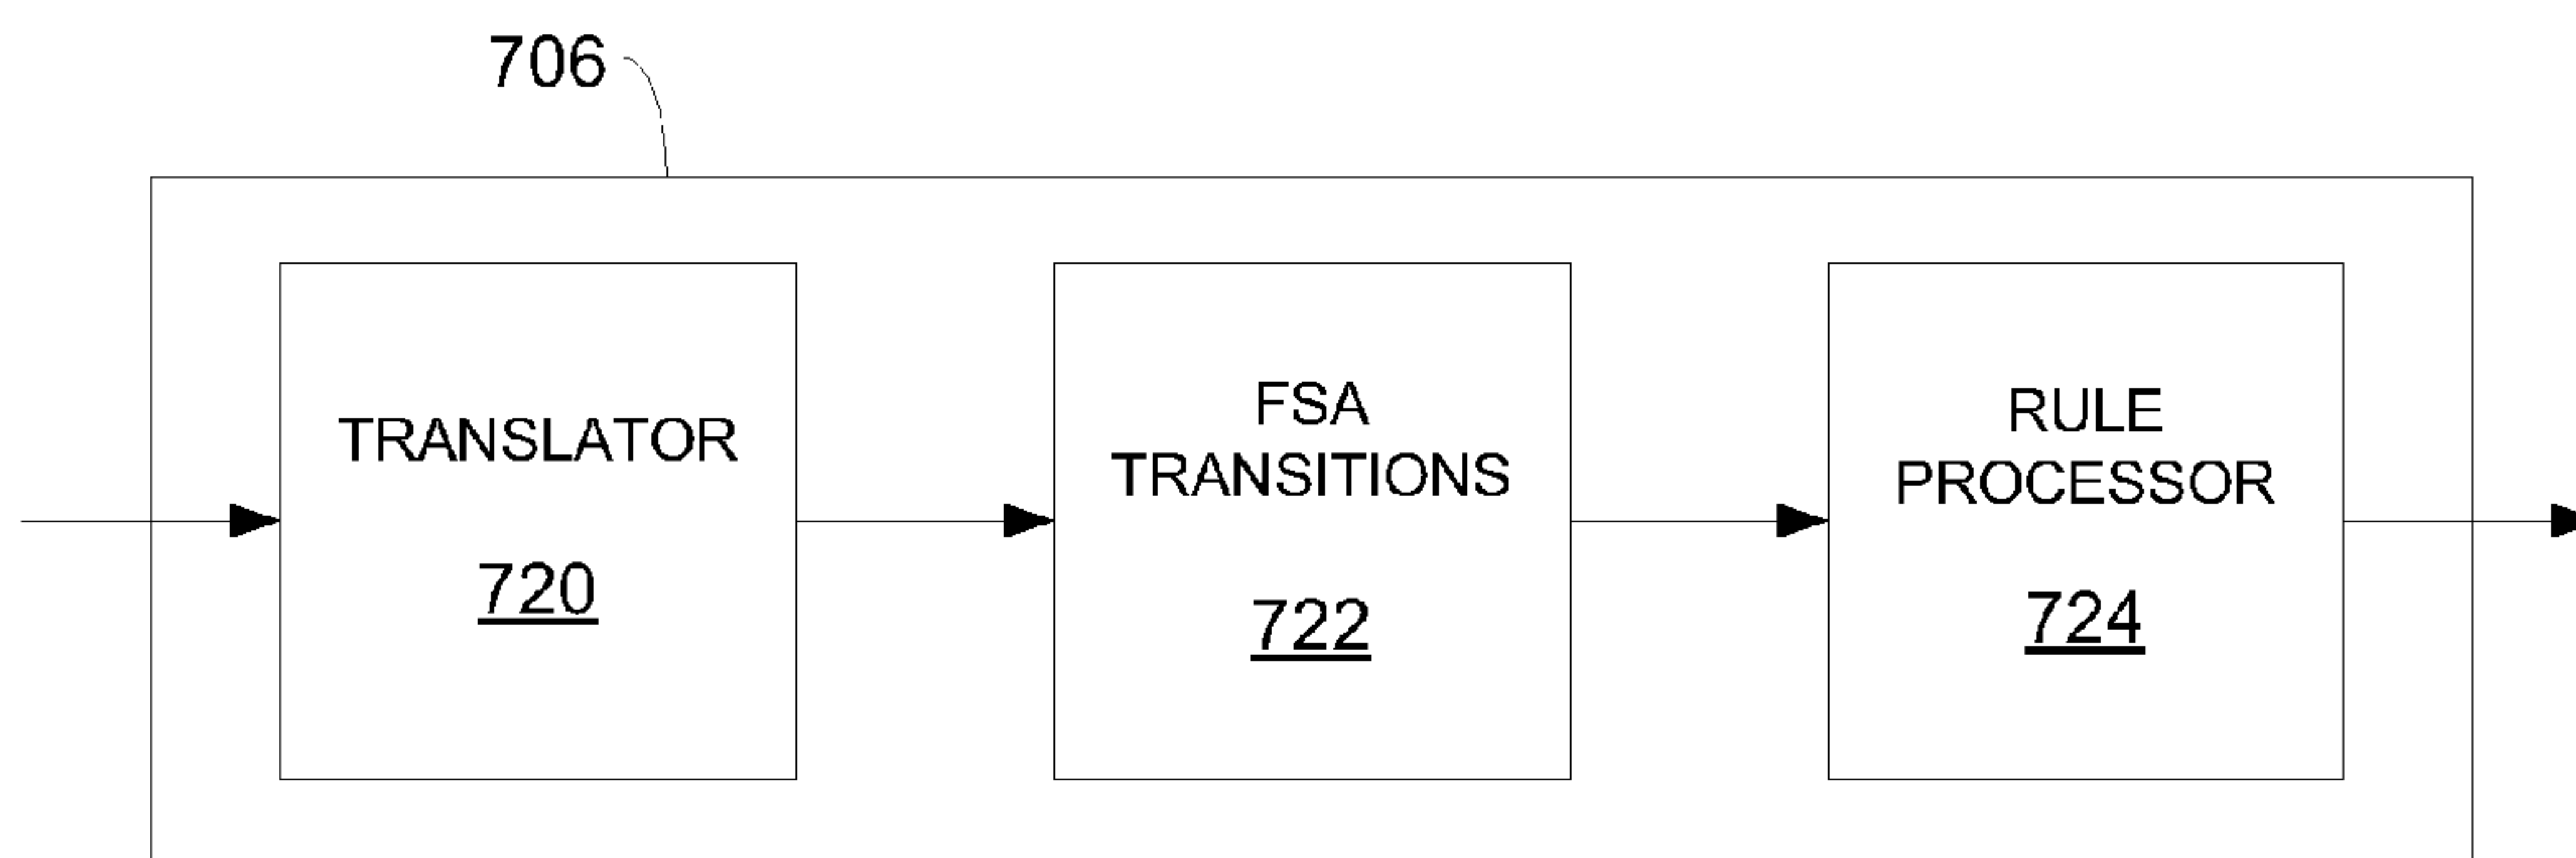 706
TRANSLATOR
720
FSA
TRANSITIONS
722
RULE
PROCESSOR
724